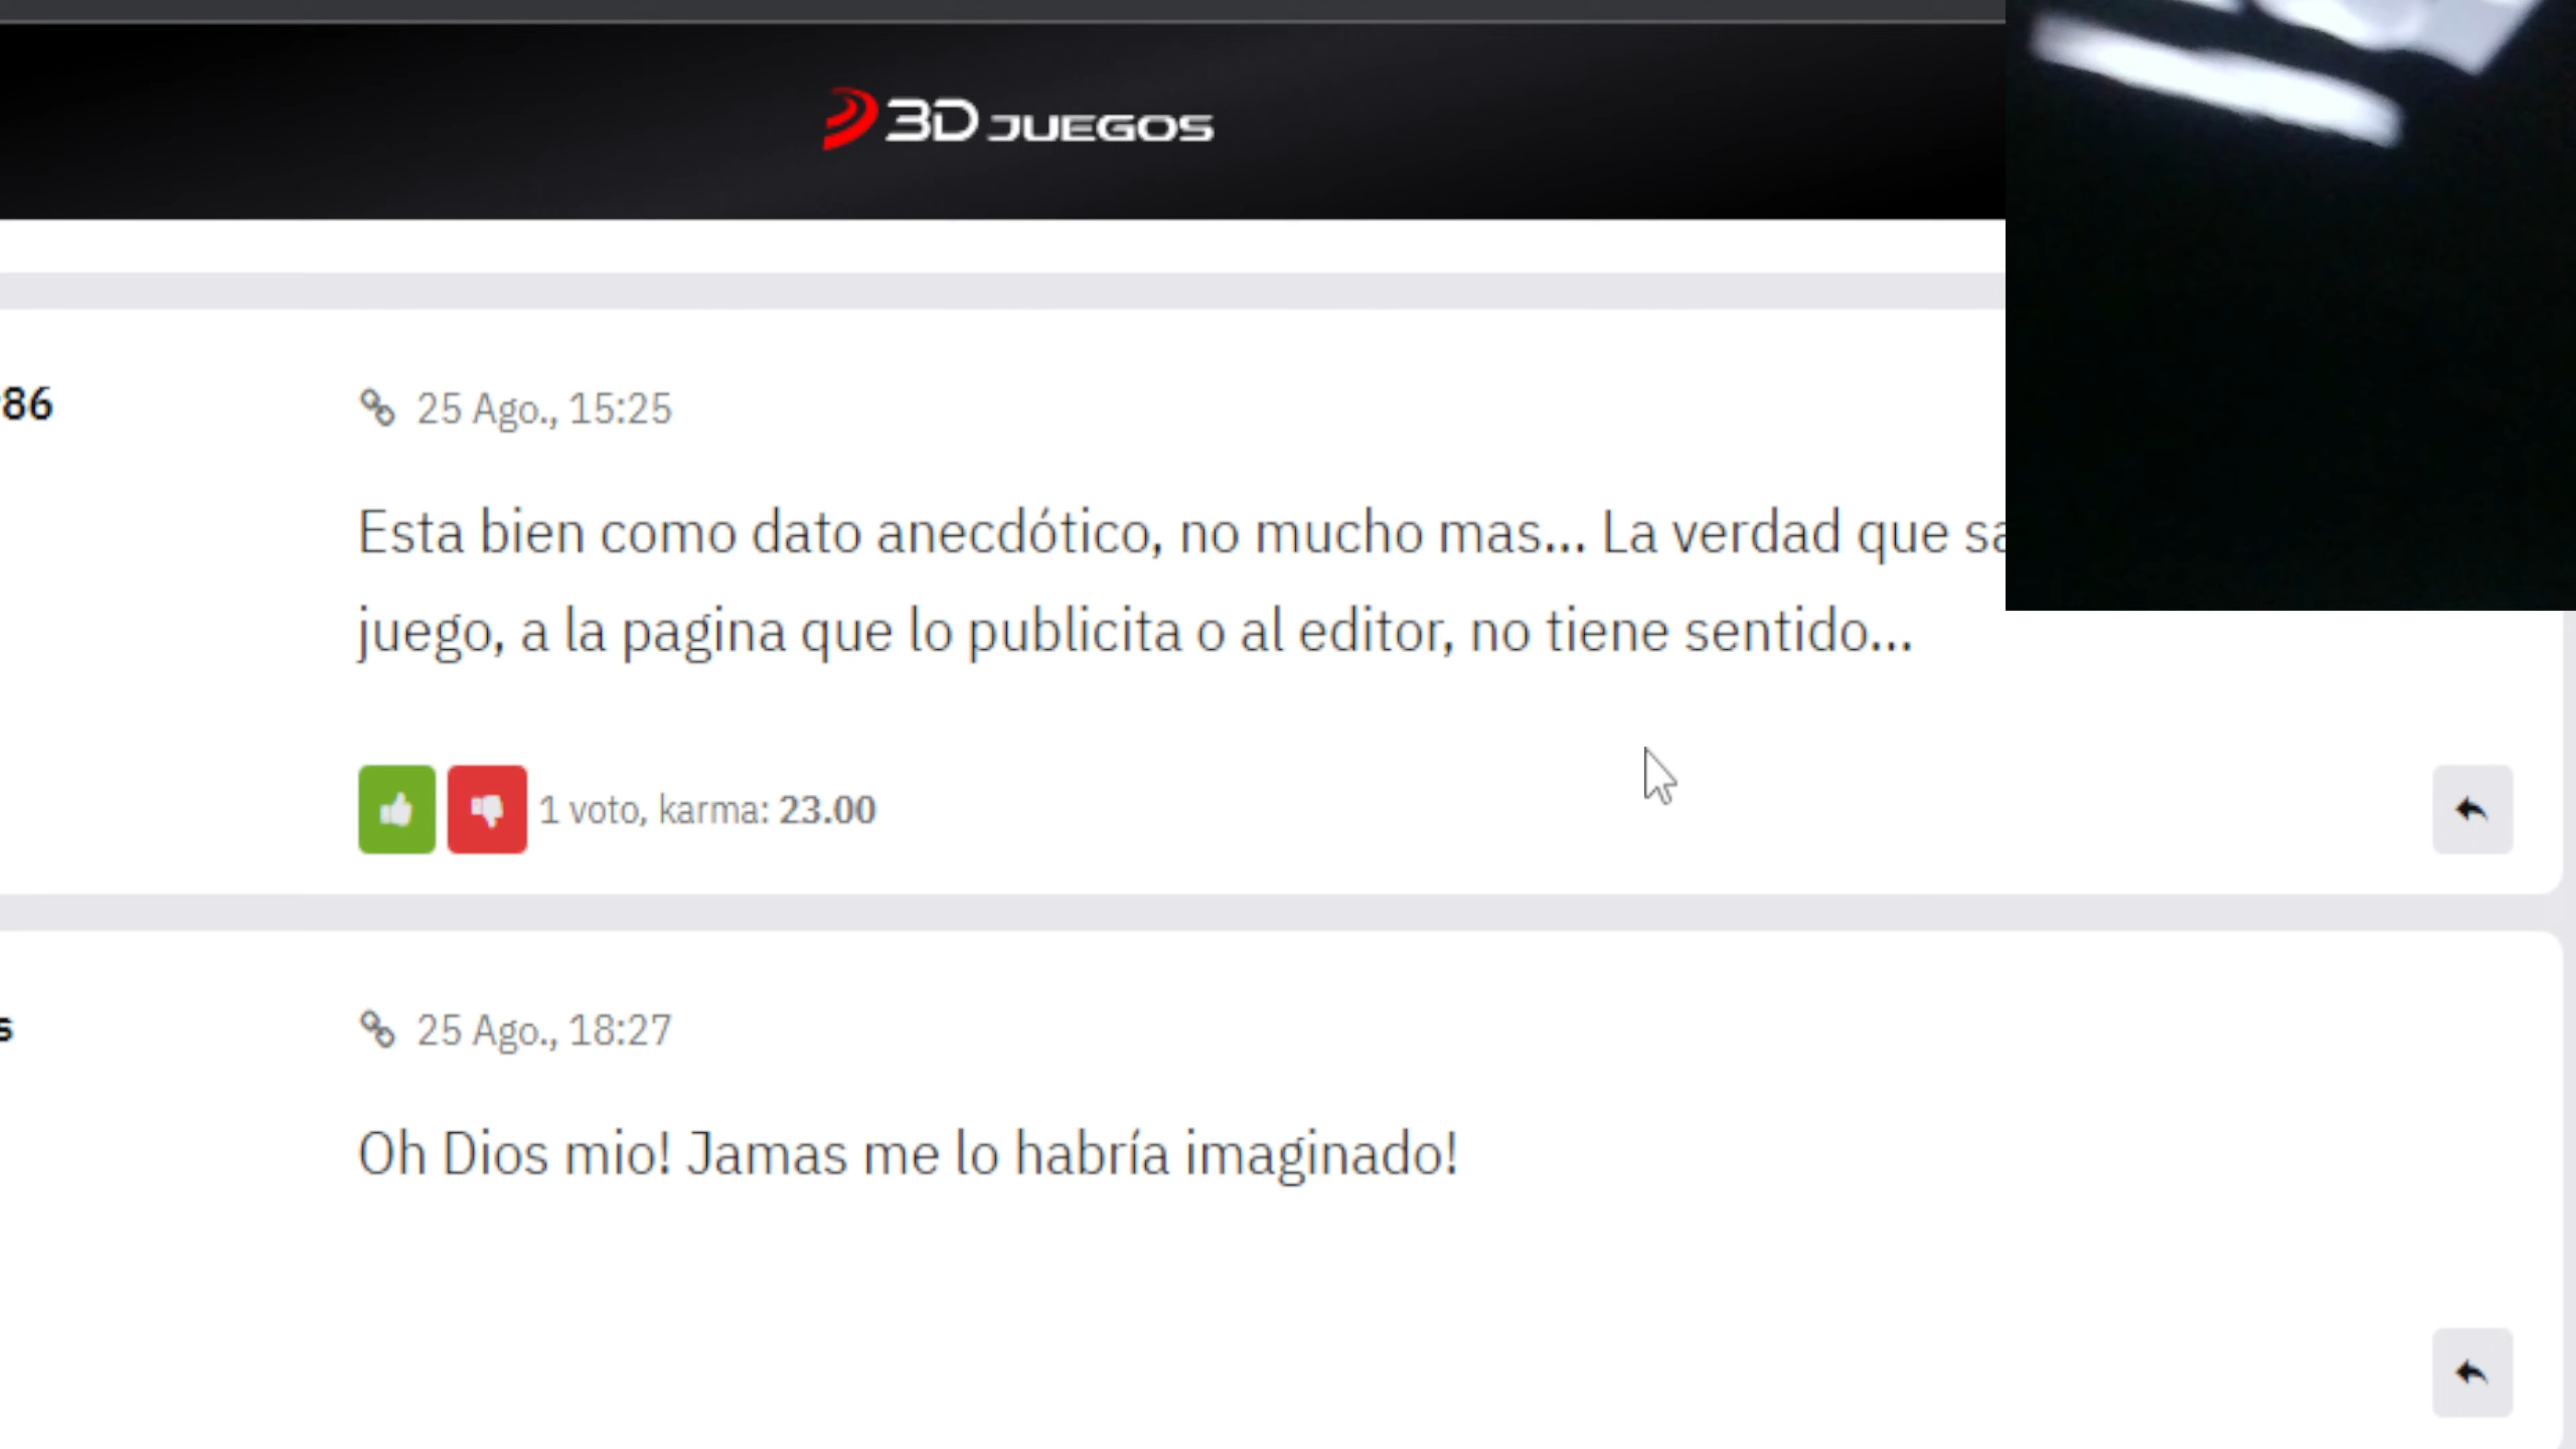 3D JUEGOS
86
25 Ago., 15:25
Esta bien como dato anecdótico, no mucho mas... La verdad que
juego, a la pagina que lo publicita o al editor, no tiene sentido...
1 voto, karma: 23.00
s
25 Ago., 18:27
Oh Dios mio! Jamas me lo habría imaginado!